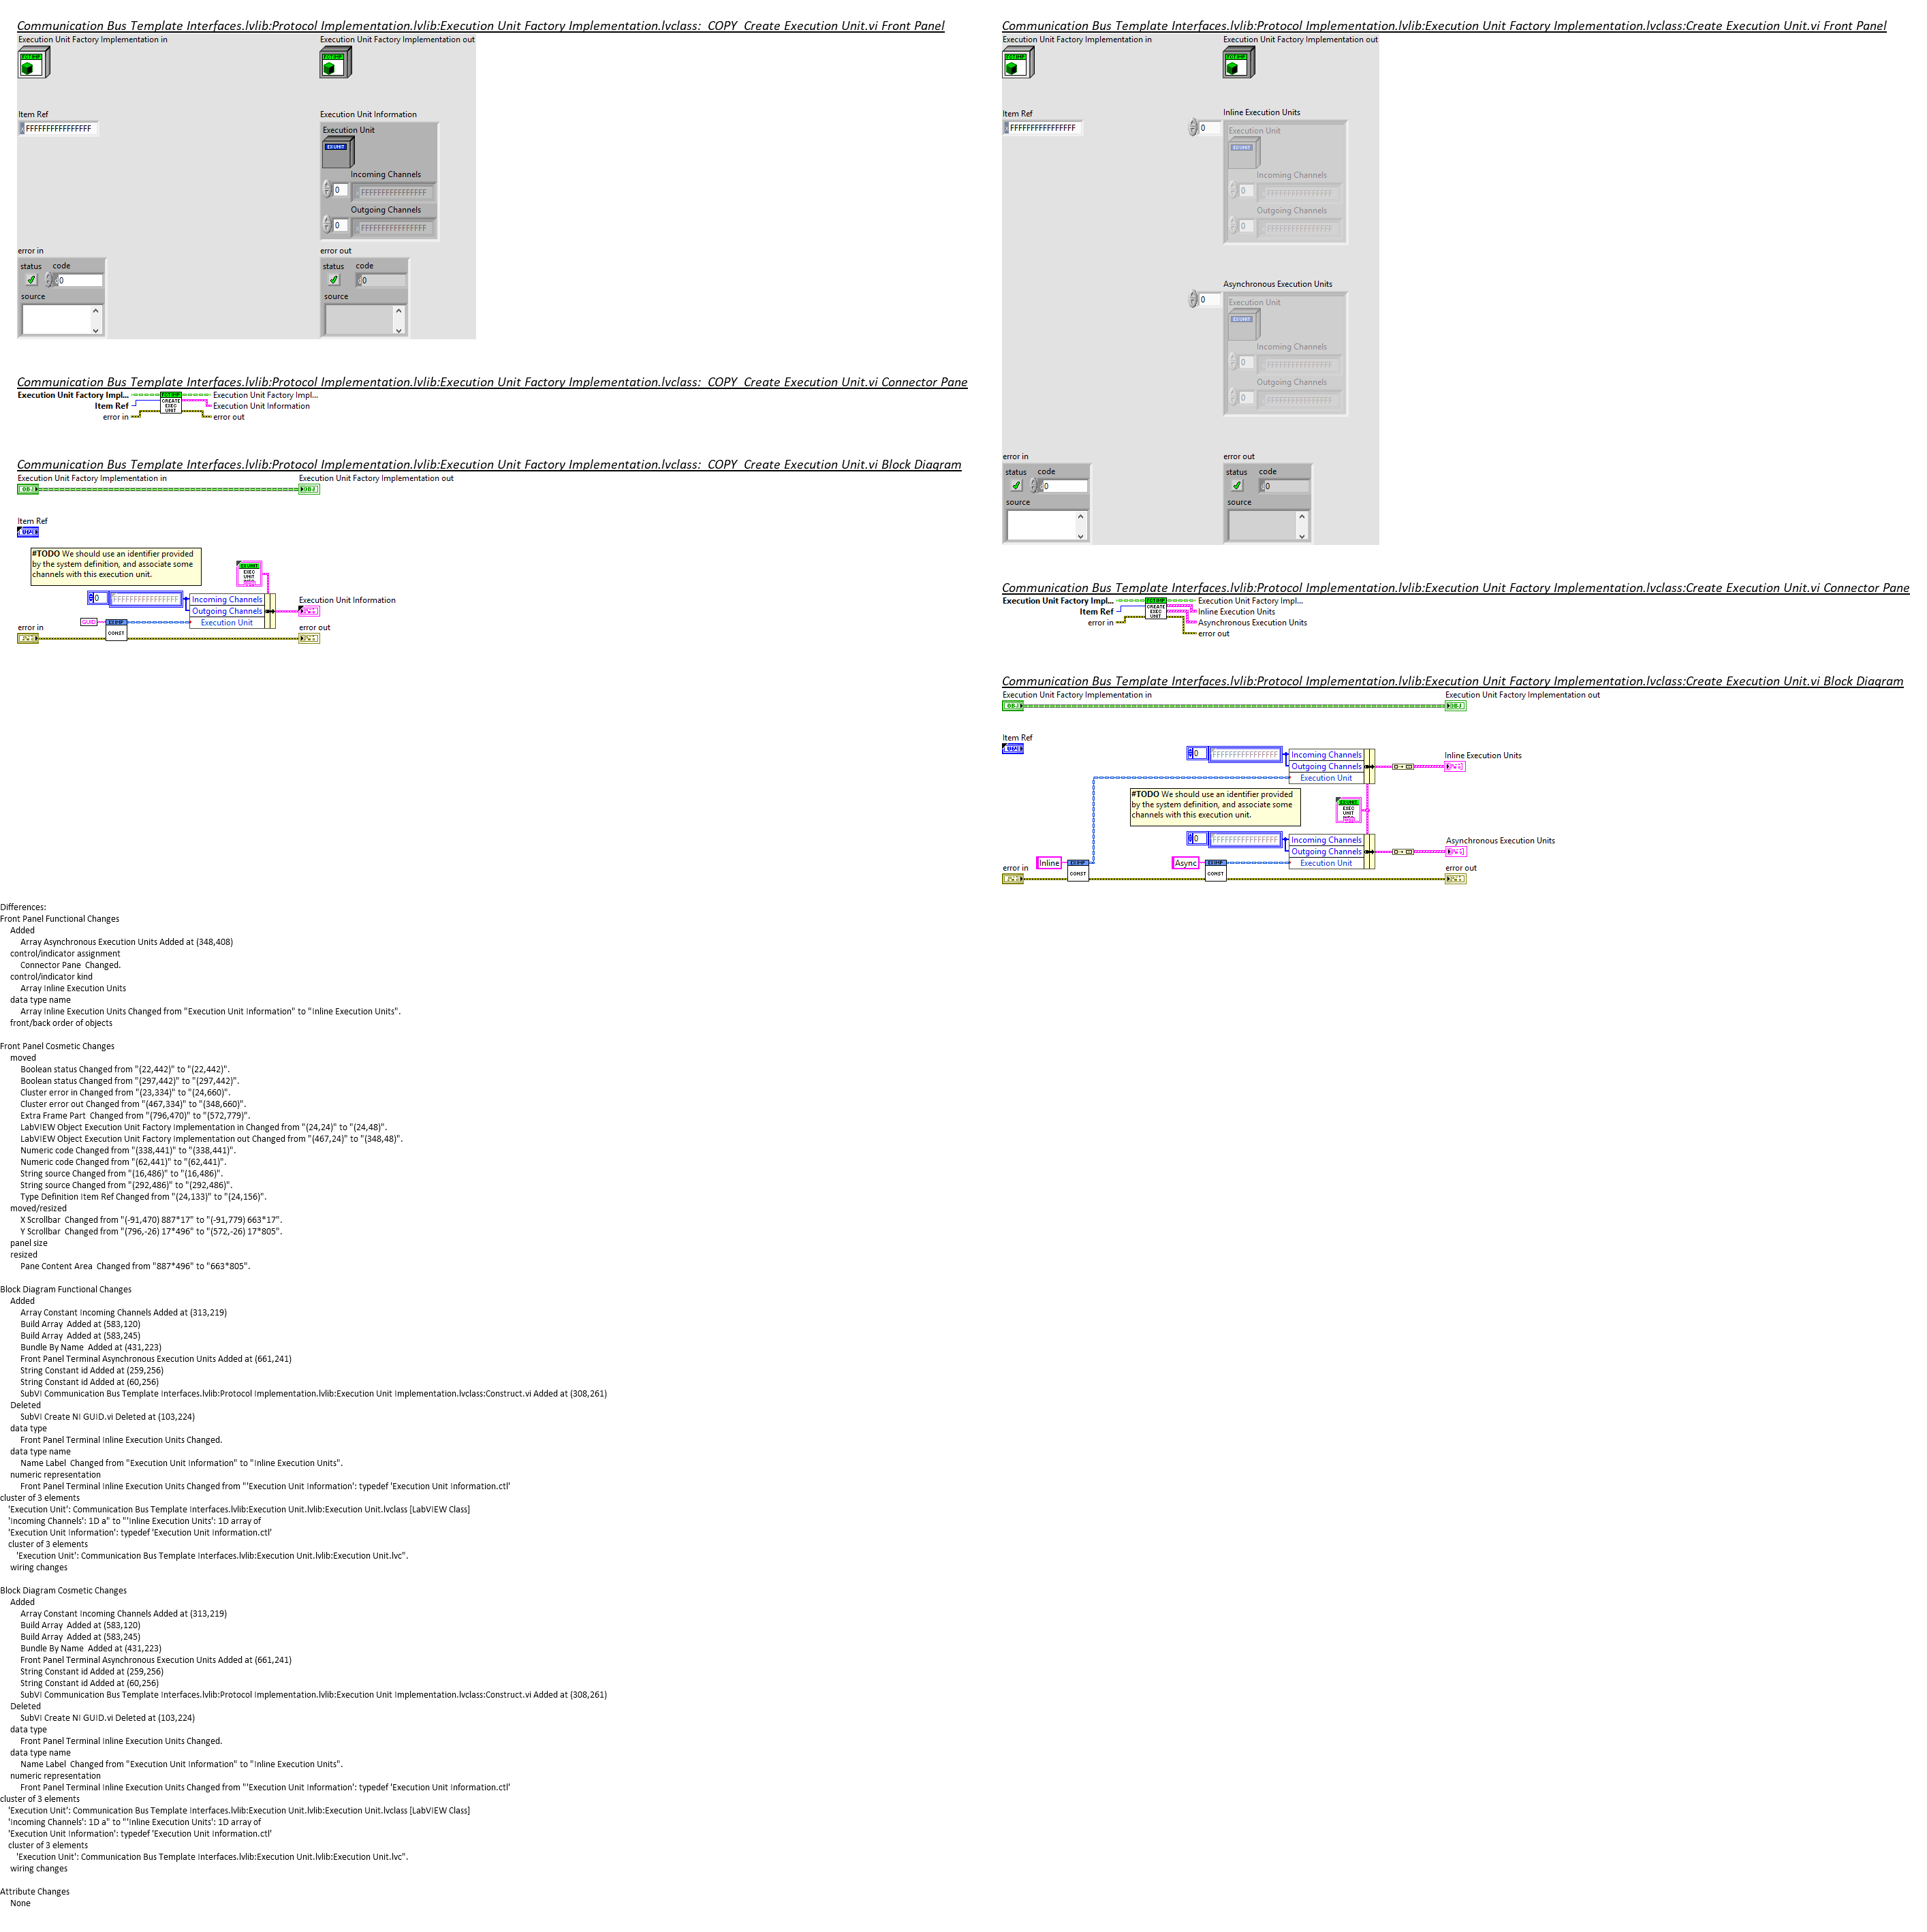 Communication Bus Template Interfaces.lvlib:Protocol Implementation.lvlib:Execution Unit Factory Implementation.lvclass:_COPY_Create Execution Unit.vi Front Panel
Execution Unit Factory Implementation in
Execution Unit Factory Implementation out
FCTIMP
FCTIMP
Item Ref
FFFFFFFFFFFFFFFF
Execution Unit Information
Execution Unit
EXUNIT
Incoming Channels
0
FFFFFFFFFFFFFFFF
Outgoing Channels
0
FFFFFFFFFFFFFFFF
error in
status code
0
source
error out
status code
0
source
Communication Bus Template Interfaces.lvlib:Protocol Implementation.lvlib:Execution Unit Factory Implementation.lvclass:_COPY_Create Execution Unit.vi Connector Pane
Execution Unit Factory Impl...
Item Ref
error in
FCTIMP
CREATE
EXEC
UNIT
Execution Unit Factory Impl...
Execution Unit Information
error out
Communication Bus Template Interfaces.lvlib:Protocol Implementation.lvlib:Execution Unit Factory Implementation.lvclass:_COPY_Create Execution Unit.vi Block Diagram
Execution Unit Factory Implementation in
Execution Unit Factory Implementation out
OBJ
OBJ
Item Ref
#TODO We should use an identifier provided
by the system definition, and associate some
channels with this execution unit.
EXUNIT
EXEC
UNIT
0
FFFFFFFFFFFFFFFF
Incoming Channels
Outgoing Channels
Execution Unit
Execution Unit Information
GUID
CONST
error in
error out
Communication Bus Template Interfaces.lvlib:Protocol Implementation.lvlib:Execution Unit Factory Implementation.lvclass:Create Execution Unit.vi Front Panel
Execution Unit Factory Implementation in
Execution Unit Factory Implementation out
FCTIMP
FCTIMP
Item Ref
FFFFFFFFFFFFFFFF
Inline Execution Units
0
Execution Unit
EXUNIT
Incoming Channels
0
FFFFFFFFFFFFFFFF
Outgoing Channels
0
FFFFFFFFFFFFFFFF
Asynchronous Execution Units
0
Execution Unit
EXUNIT
Incoming Channels
0
FFFFFFFFFFFFFFFF
Outgoing Channels
0
FFFFFFFFFFFFFFFF
error in
status code
0
source
error out
status code
0
source
Communication Bus Template Interfaces.lvlib:Protocol Implementation.lvlib:Execution Unit Factory Implementation.lvclass:Create Execution Unit.vi Connector Pane
Execution Unit Factory Impl...
Item Ref
error in
FCTIMP
CREATE
EXEC
UNIT
Execution Unit Factory Impl...
Inline Execution Units
Asynchronous Execution Units
error out
Communication Bus Template Interfaces.lvlib:Protocol Implementation.lvlib:Execution Unit Factory Implementation.lvclass:Create Execution Unit.vi Block Diagram
Execution Unit Factory Implementation in
Execution Unit Factory Implementation out
OBJ
OBJ
Item Ref
0
FFFFFFFFFFFFFFFF
Incoming Channels
Outgoing Channels
Execution Unit
Inline Execution Units
#TODO We should use an identifier provided
by the system definition, and associate some
channels with this execution unit.
EXUNIT
EXEC
UNIT
0
FFFFFFFFFFFFFFFF
Incoming Channels
Outgoing Channels
Execution Unit
Asynchronous Execution Units
Inline
CONST
Async
CONST
error in
error out
Differences:
Front Panel Functional Changes
Added
Array Asynchronous Execution Units Added at (348,408)
control/indicator assignment
Connector Pane  Changed.
control/indicator kind
Array Inline Execution Units
data type name
Array Inline Execution Units Changed from "Execution Unit Information" to "Inline Execution Units".
front/back order of objects
Front Panel Cosmetic Changes
moved
Boolean status Changed from "(22,442)" to "(22,442)".
Boolean status Changed from "(297,442)" to "(297,442)".
Cluster error in Changed from "(23,334)" to "(24,660)".
Cluster error out Changed from "(467,334)" to "(348,660)".
Extra Frame Part  Changed from "(796,470)" to "(572,779)".
LabVIEW Object Execution Unit Factory Implementation in Changed from "(24,24)" to "(24,48)".
LabVIEW Object Execution Unit Factory Implementation out Changed from "(467,24)" to "(348,48)".
Numeric code Changed from "(338,441)" to "(338,441)".
Numeric code Changed from "(62,441)" to "(62,441)".
String source Changed from "(16,486)" to "(16,486)".
String source Changed from "(292,486)" to "(292,486)".
Type Definition Item Ref Changed from "(24,133)" to "(24,156)".
moved/resized
X Scrollbar  Changed from "(-91,470) 887*17" to "(-91,779) 663*17".
Y Scrollbar  Changed from "(796,-26) 17*496" to "(572,-26) 17*805".
panel size
resized
Pane Content Area  Changed from "887*496" to "663*805".
Block Diagram Functional Changes
Added
Array Constant Incoming Channels Added at (313,219)
Build Array  Added at (583,120)
Build Array  Added at (583,245)
Bundle By Name  Added at (431,223)
Front Panel Terminal Asynchronous Execution Units Added at (661,241)
String Constant id Added at (259,256)
String Constant id Added at (60,256)
SubVI Communication Bus Template Interfaces.lvlib:Protocol Implementation.lvlib:Execution Unit Implementation.lvclass:Construct.vi Added at (308,261)
Deleted
SubVI Create NI GUID.vi Deleted at (103,224)
data type
Front Panel Terminal Inline Execution Units Changed.
data type name
Name Label  Changed from "Execution Unit Information" to "Inline Execution Units".
numeric representation
Front Panel Terminal Inline Execution Units Changed from "'Execution Unit Information': typedef 'Execution Unit Information.ctl'
cluster of 3 elements
'Execution Unit': Communication Bus Template Interfaces.lvlib:Execution Unit.lvlib:Execution Unit.lvclass [LabVIEW Class]
'Incoming Channels': 1D a" to "'Inline Execution Units': 1D array of
'Execution Unit Information': typedef 'Execution Unit Information.ctl'
cluster of 3 elements
'Execution Unit': Communication Bus Template Interfaces.lvlib:Execution Unit.lvlib:Execution Unit.lvc".
wiring changes
Block Diagram Cosmetic Changes
Added
Array Constant Incoming Channels Added at (313,219)
Build Array  Added at (583,120)
Build Array  Added at (583,245)
Bundle By Name  Added at (431,223)
Front Panel Terminal Asynchronous Execution Units Added at (661,241)
String Constant id Added at (259,256)
String Constant id Added at (60,256)
SubVI Communication Bus Template Interfaces.lvlib:Protocol Implementation.lvlib:Execution Unit Implementation.lvclass:Construct.vi Added at (308,261)
Deleted
SubVI Create NI GUID.vi Deleted at (103,224)
data type
Front Panel Terminal Inline Execution Units Changed.
data type name
Name Label  Changed from "Execution Unit Information" to "Inline Execution Units".
numeric representation
Front Panel Terminal Inline Execution Units Changed from "'Execution Unit Information': typedef 'Execution Unit Information.ctl'
cluster of 3 elements
'Execution Unit': Communication Bus Template Interfaces.lvlib:Execution Unit.lvlib:Execution Unit.lvclass [LabVIEW Class]
'Incoming Channels': 1D a" to "'Inline Execution Units': 1D array of
'Execution Unit Information': typedef 'Execution Unit Information.ctl'
cluster of 3 elements
'Execution Unit': Communication Bus Template Interfaces.lvlib:Execution Unit.lvlib:Execution Unit.lvc".
wiring changes
Attribute Changes
None